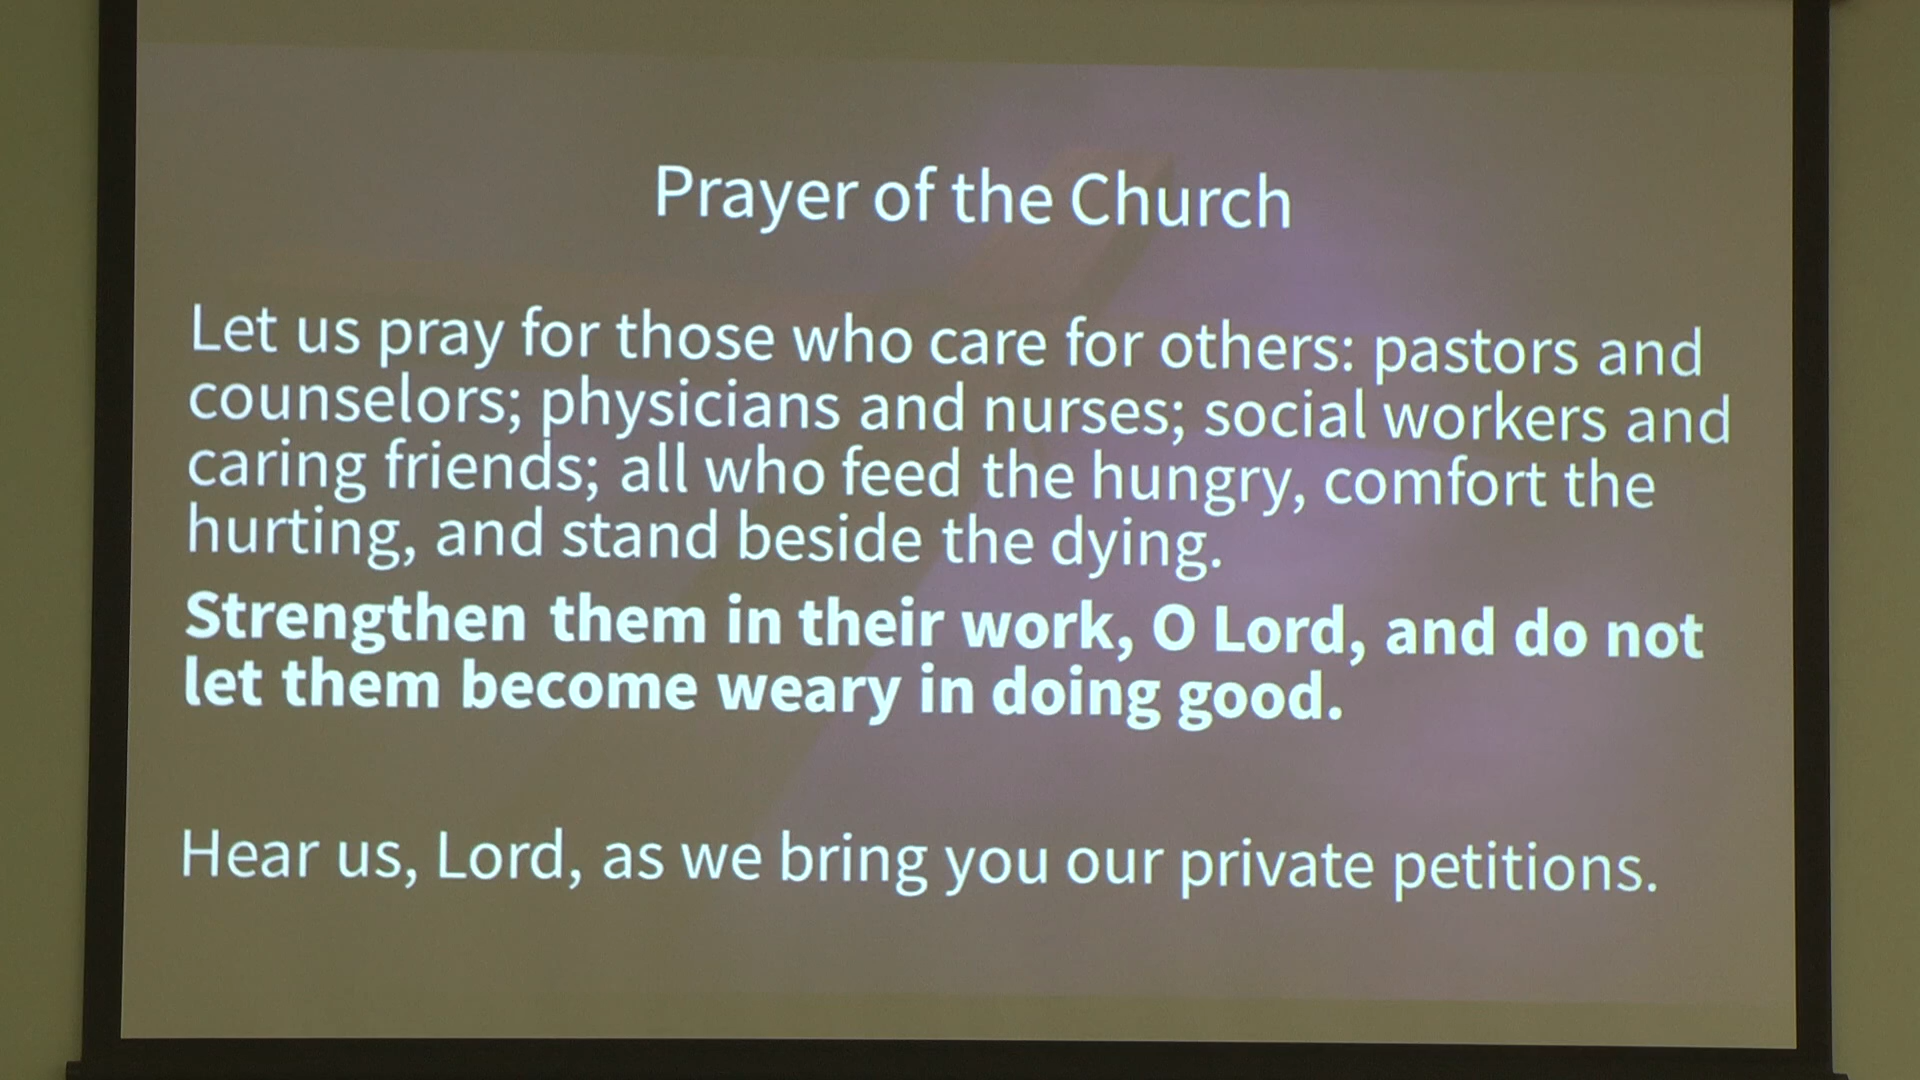 Prayer of the Church
Let us pray for those who care for others: pastors and
counselors; physicians and nurses; social workers and
caring friends; all who feed the hungry, comfort the
hurting, and stand beside the dying.
Strengthen them in their work, O Lord, and do not
let them become weary in doing good.
Hear us, Lord, as we bring you our private petitions.